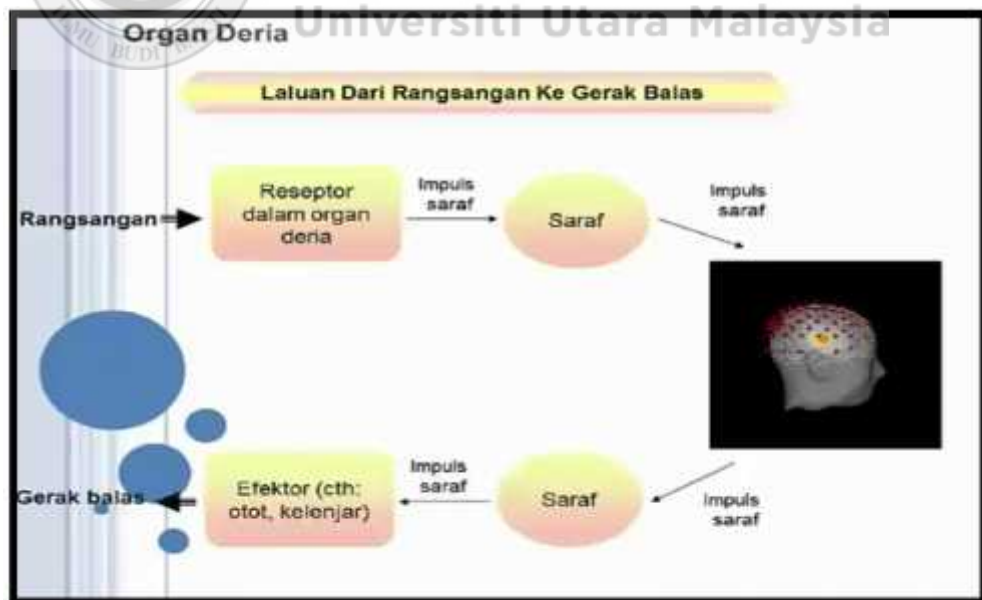 Universiti Utara Malaysia
Organ Deria
Laluan Dari Rangsangan Ke Gerak Balas
Rangsangan
Reseptor
dalam organ
deria
Impuls
saraf
Saraf
Impuls
saraf
Impuls
saraf
Saraf
Impuls
saraf
Efektor (cth:
otot, kelenjar)
Gerak balas